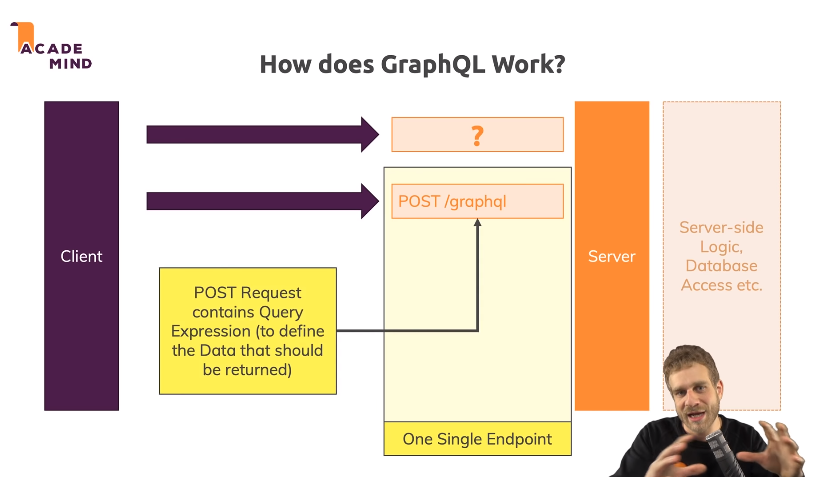 ACADE
MIND
How does GraphQL Work?
?
POST /graphql
Client
Server
Server-side
Logic,
Database
Access etc.
POST Request
contains Query
Expression (to define
the Data that should
be returned)
One Single Endpoint